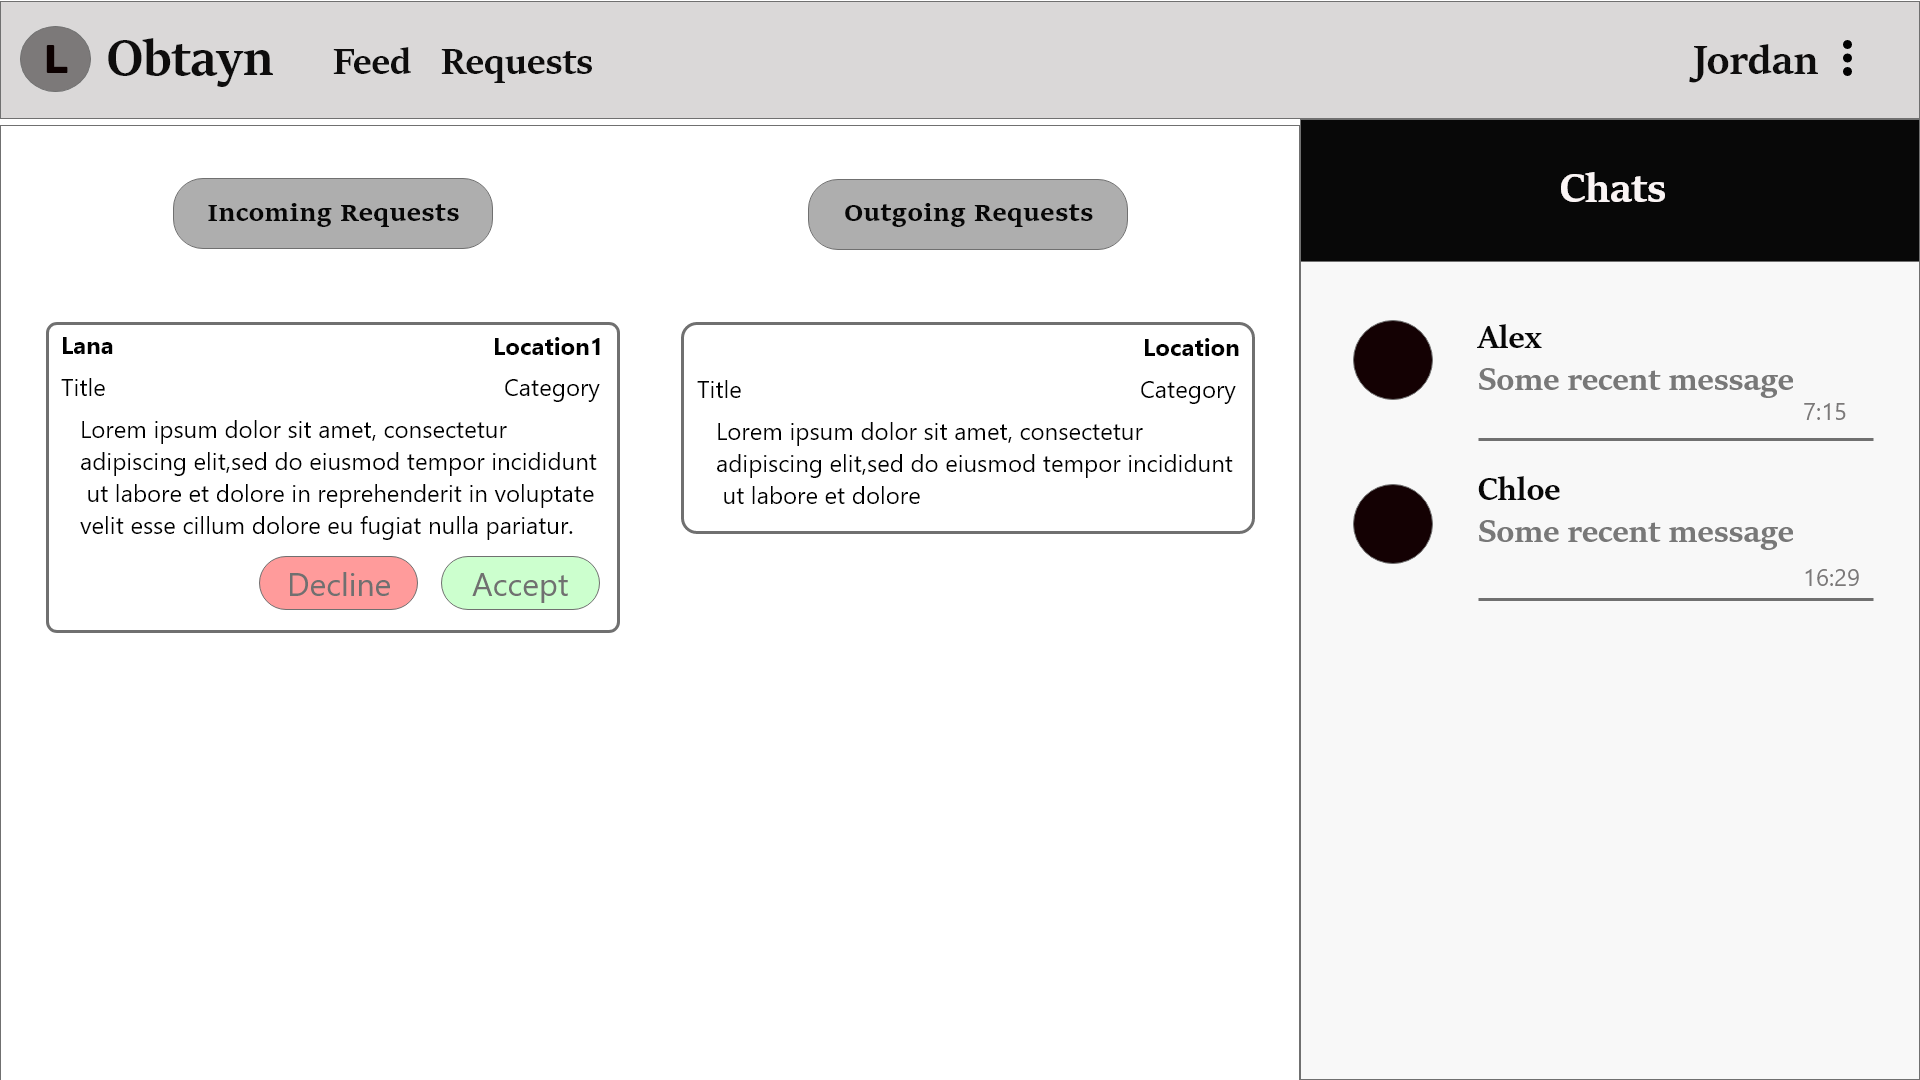 L Obtayn Feed Requests Jordan
Incoming Requests
Lana Location1
Title Category
Lorem ipsum dolor sit amet, consectetur
adipiscing elit,sed do eiusmod tempor incididunt
ut labore et dolore in reprehenderit in voluptate
velit esse cillum dolore eu fugiat nulla pariatur.
Decline Accept
Outgoing Requests
Location
Title Category
Lorem ipsum dolor sit amet, consectetur
adipiscing elit,sed do eiusmod tempor incididunt
ut labore et dolore
Chats
Alex
Some recent message
7:15
Chloe
Some recent message
16:29